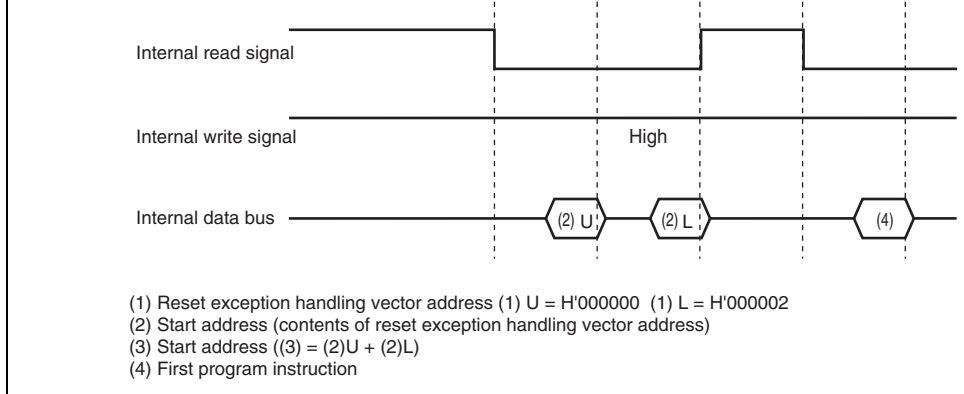 Internal read signal
Internal write signal
High
Internal data bus
(2) U
(2) L
(4)
(1) Reset exception handling vector address (1) U = H'000000 (1) L = H'000002
(2) Start address (contents of reset exception handling vector address)
(3) Start address ((3) = (2)U + (2)L)
(4) First program instruction